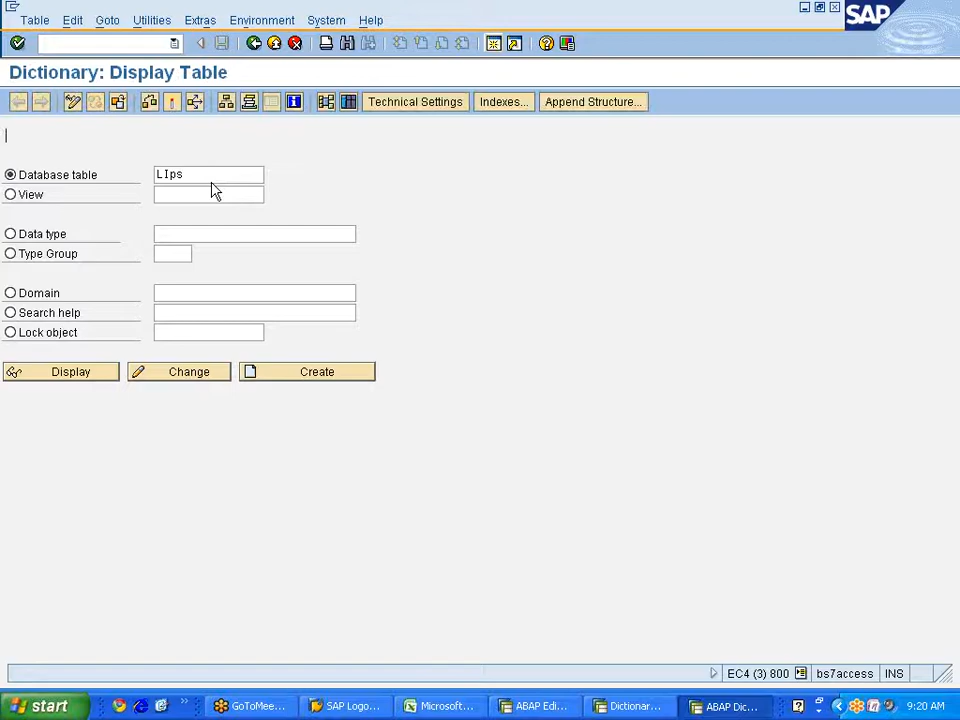 Table Edit Goto Utilities Extras Environment System Help
SAP
Dictionary: Display Table
Technical Settings Indexes... Append Structure...
Database table LIps
View
Data type
Type Group
Domain
Search help
Lock object
Display Change Create
EC4 (3) 800 bs7access INS
start GoToMee... SAP Logo... Microsoft... ABAP Edi... Dictionar... ABAP Dic... 9:20 AM